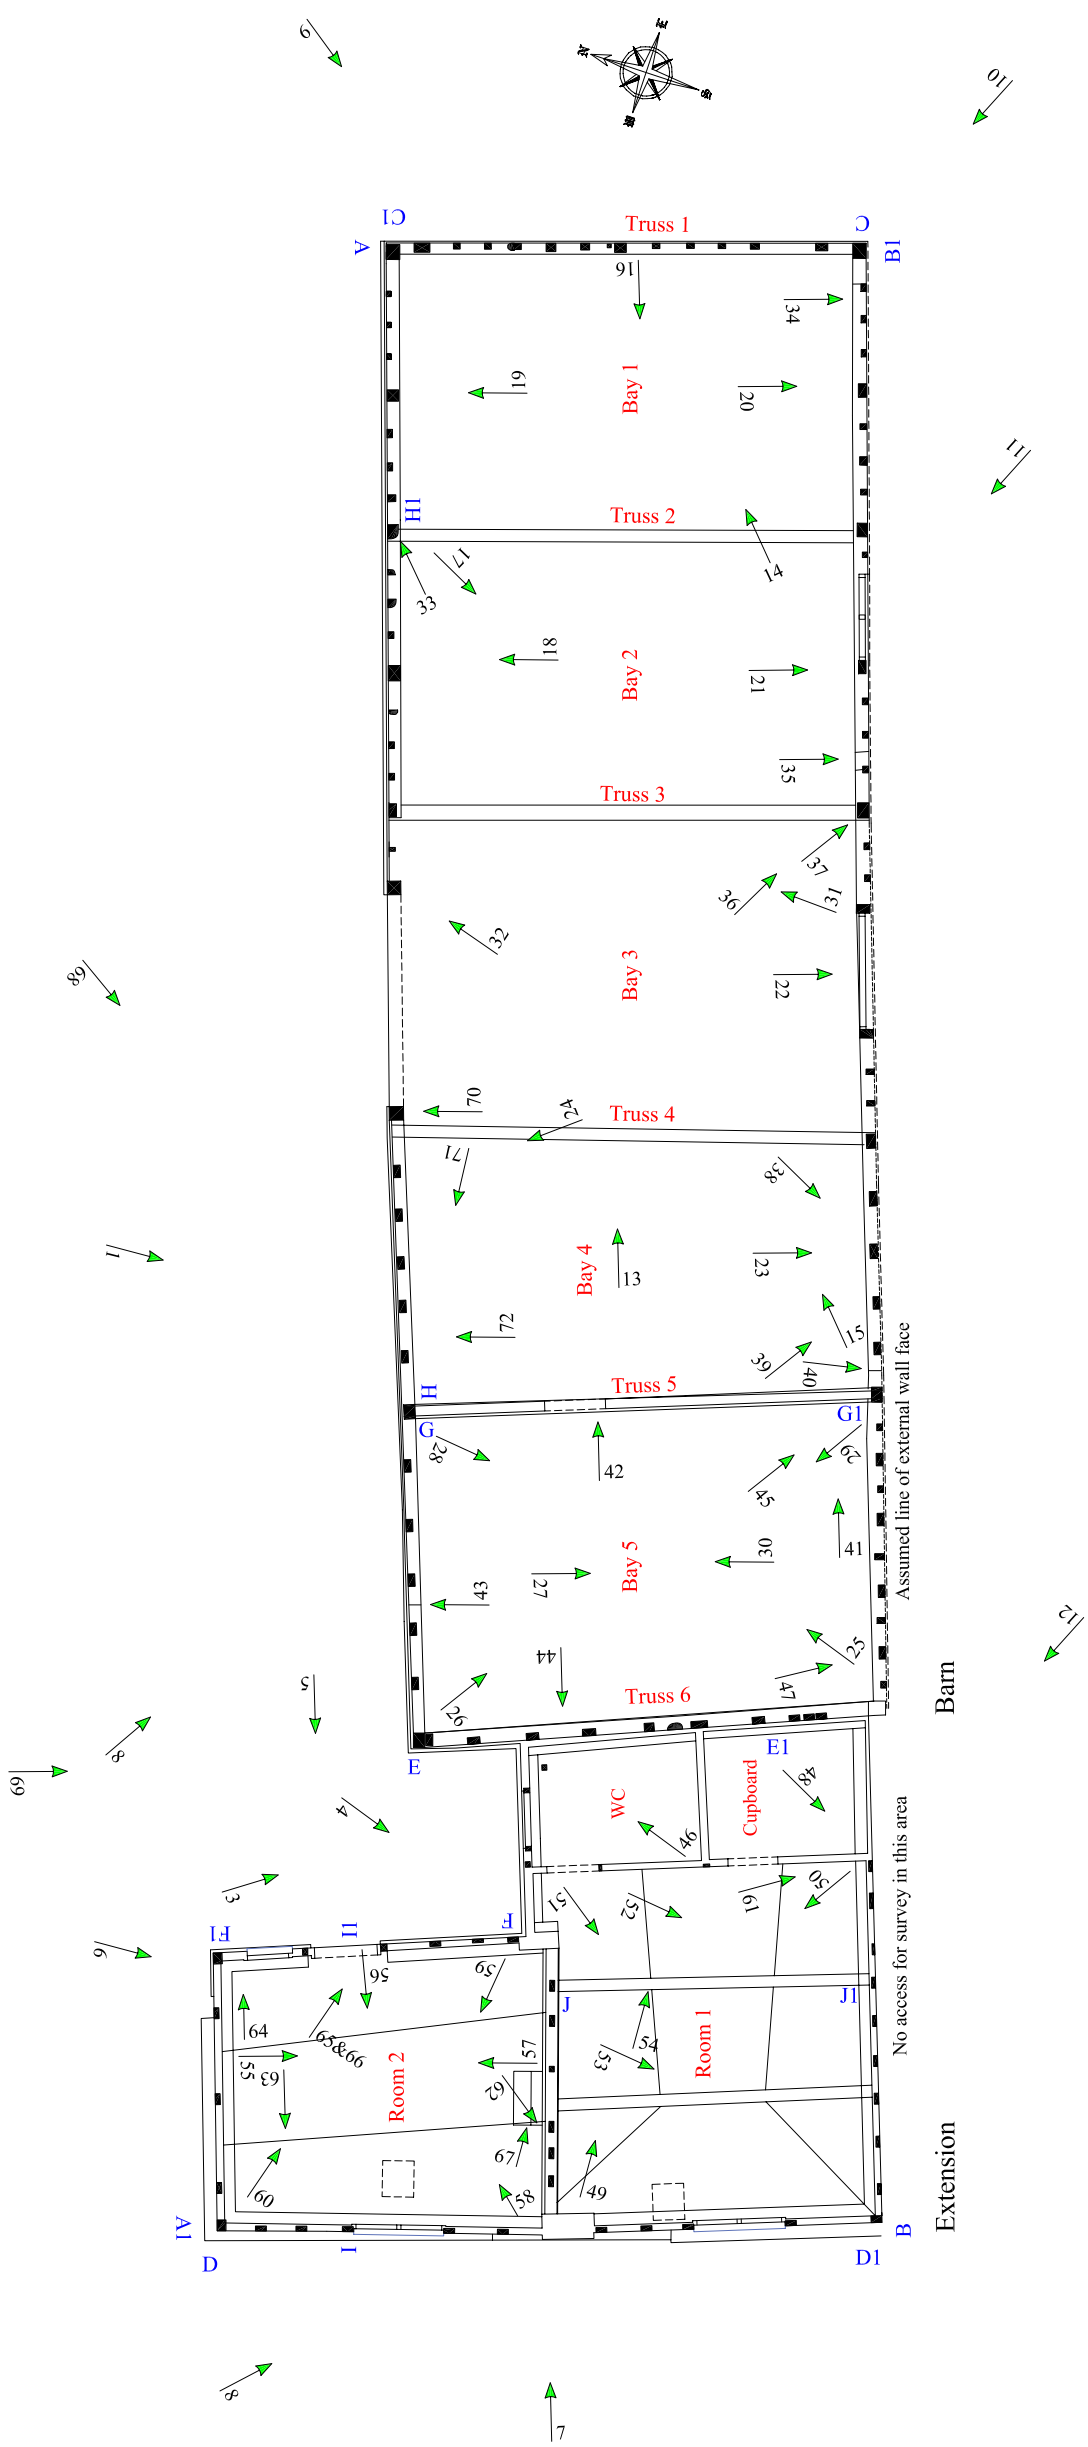 9
E
N
S
W
10
C1
A
Truss 1
C
B1
16
34
19
Bay 1
20
11
H1
Truss 2
17
33
14
18
Bay 2
21
35
Truss 3
37
36
31
32
Bay 3
22
68
70
24
Truss 4
71
38
1
13
Bay 4
23
72
15
39
40
Assumed line of external wall face
H
Truss 5
G
G1
28
42
29
45
41
Bay 5
30
27
43
12
44
25
26
47
Truss 6
Barn
5
8
69
E
E1
4
WC
Cupboard
48
46
No access for survey in this area
3
51
52
61
50
F1
I1
F
6
56
59
J
J1
64
65&66
54
53
Room 1
55
63
57
62
Room 2
67
49
60
58
Extension
A1
D
I
B
D1
8
7